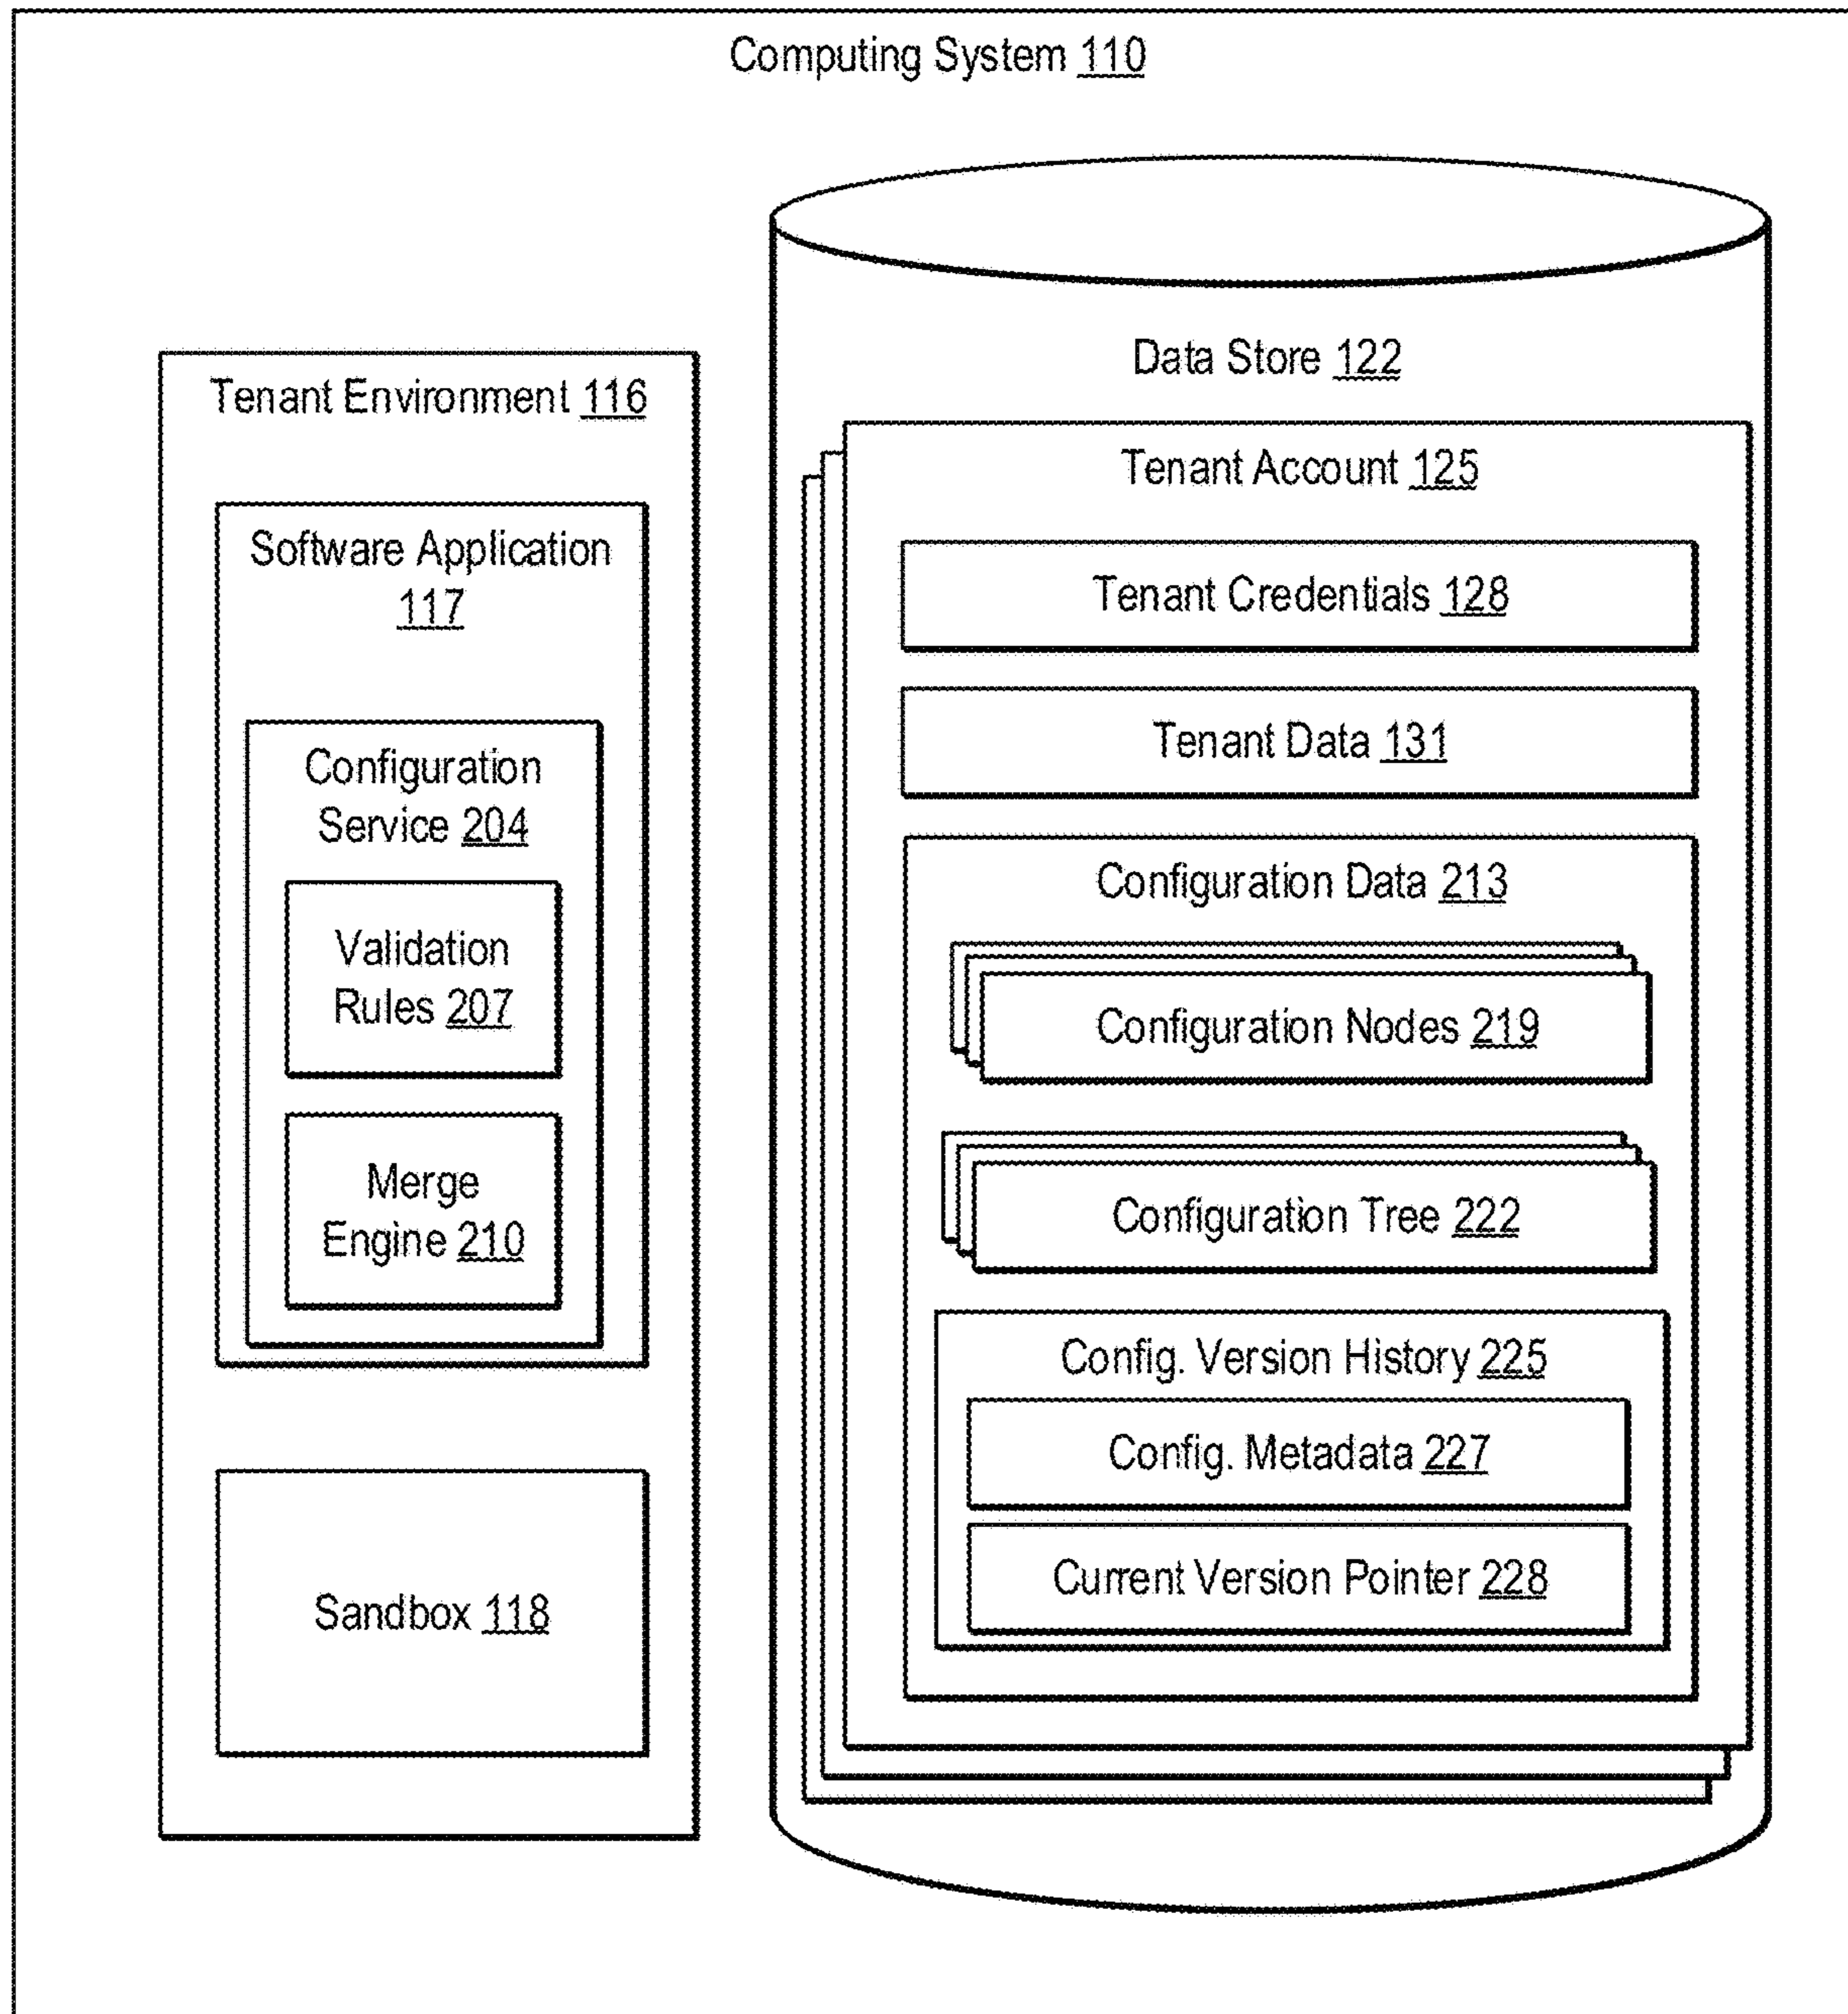 Computing System 110
Tenant Environment 116
Software Application
117
Configuration
Service 204
Validation
Rules 207
Merge
Engine 210
Sandbox 118
Data Store 122
Tenant Account 125
Tenant Credentials 128
Tenant Data 131
Configuration Data 213
Configuration Nodes 219
Configuration Tree 222
Config. Version History 225
Config. Metadata 227
Current Version Pointer 228